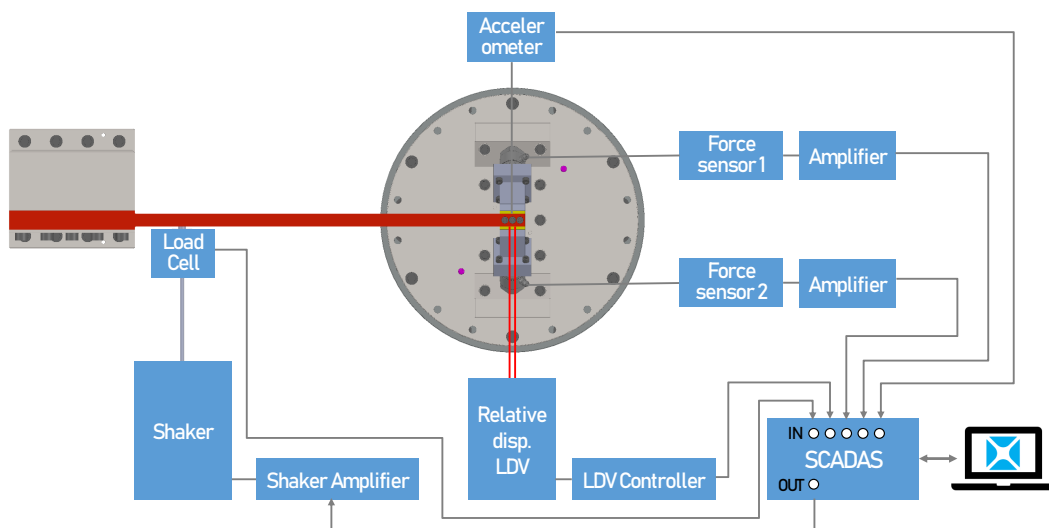 Acceler
ometer
Force
sensor 1
Amplifier
Load
Cell
Force
sensor 2
Amplifier
Shaker
Relative
disp.
LDV
IN
SCADAS
OUT
Shaker Amplifier
LDV Controller